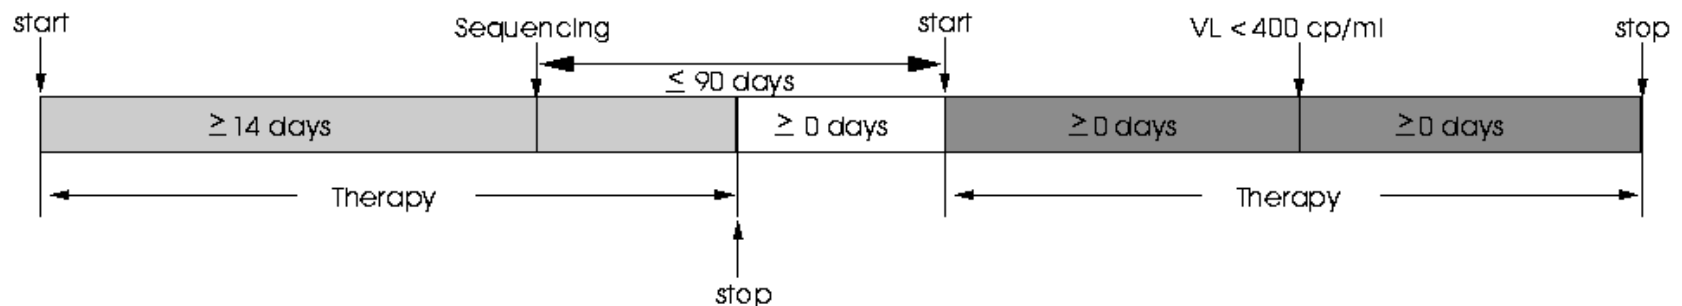 start
Sequencing
start
VL < 400 cp/ml
stop
≤ 90 days
≥ 14 days
≥ 0 days
≥ 0 days
≥ 0 days
Therapy
Therapy
stop